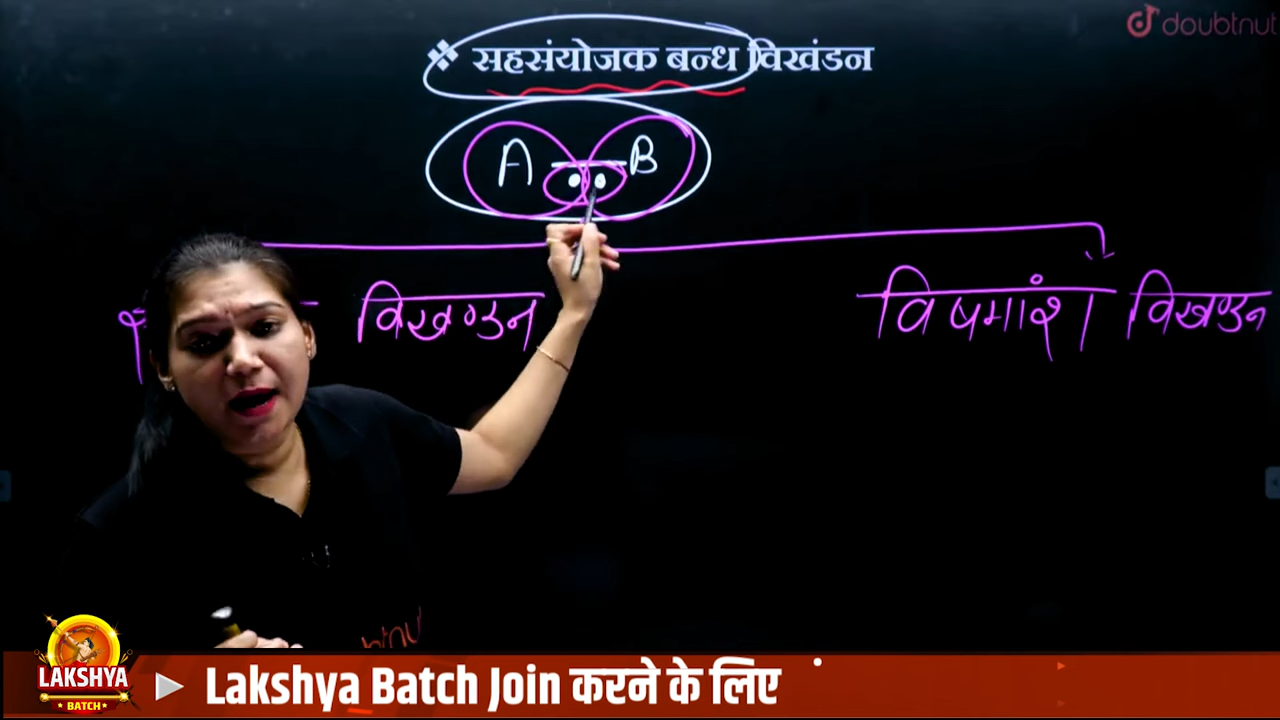 doubtnut
❖ सहसंयोजक बन्ध विखंडन
A — B
विखण्डन
विषमांश विखण्डन
LAKSHYA
BATCH
Lakshya Batch Join करने के लिए